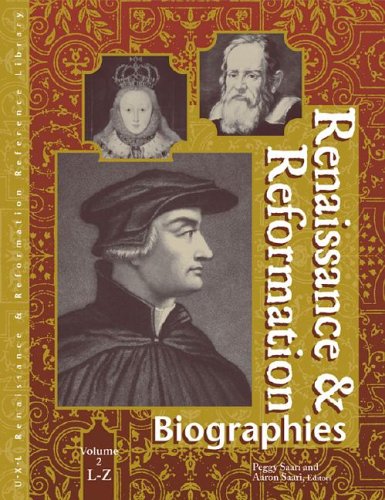 U·X·L Renaissance & Reformation Reference Library
Renaissance &
Reformation
Biographies
Volume
2
L-Z
Peggy Saari and
Aaron Saari, Editors